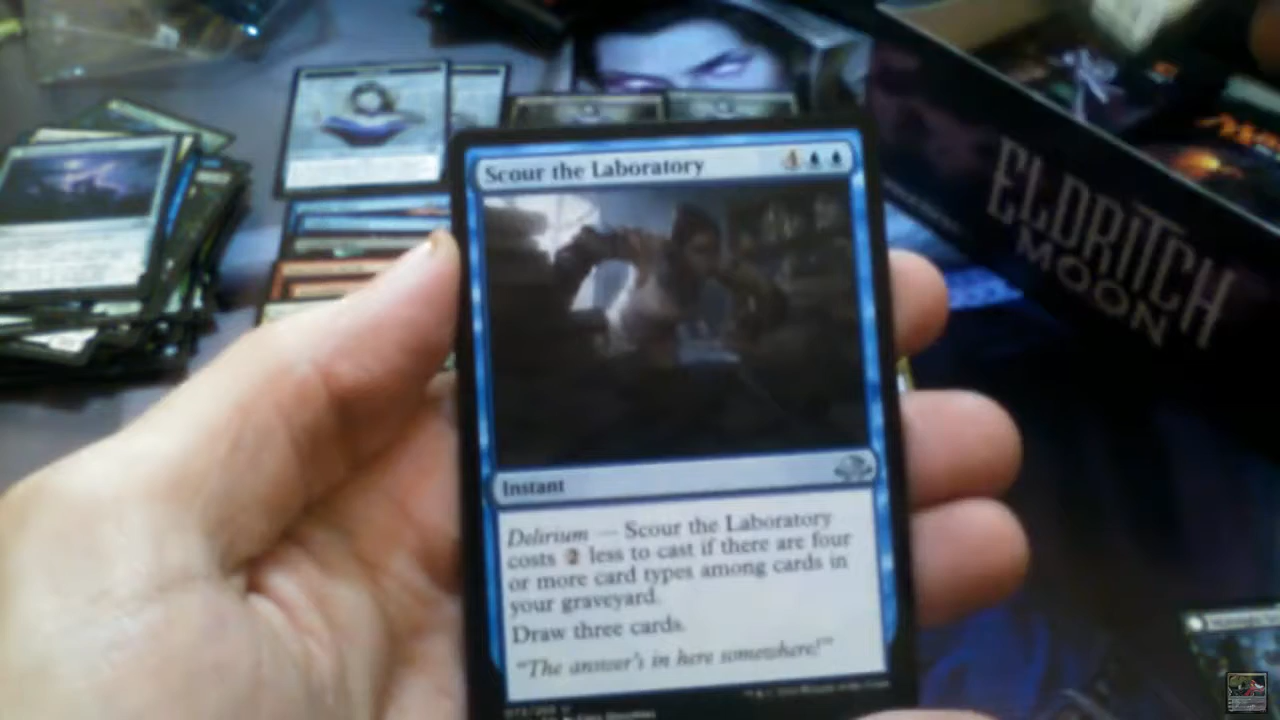 Scour the Laboratory 4
ELDRITCH
MOON
Instant
Delirium — Scour the Laboratory
costs 2 less to cast if there are four
or more card types among cards in
your graveyard.
Draw three cards.
"The answer's in here somewhere!"